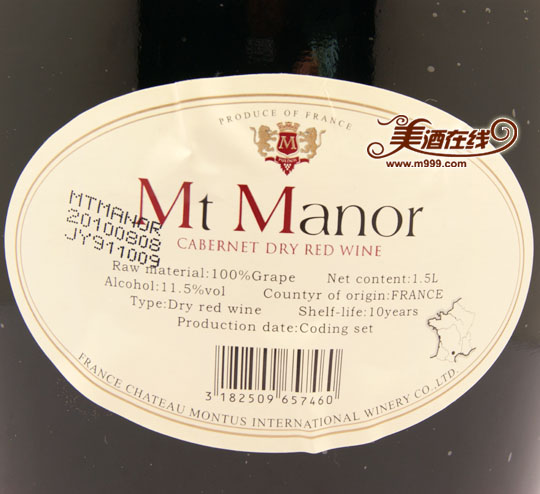 PRODUCE OF FRANCE
M
美酒在线
www.m999.com
MTMANOR
20100808
JY911009
Mt Manor
CABERNET DRY RED WINE
Raw material:100%Grape Net content:1.5L
Alcohol:11.5%vol Countyr of origin:FRANCE
Type:Dry red wine Shelf-life:10years
Production date:Coding set
3 182509 657460
FRANCE CHATEAU MONTUS INTERNATIONAL WINERY CO.,LTD.